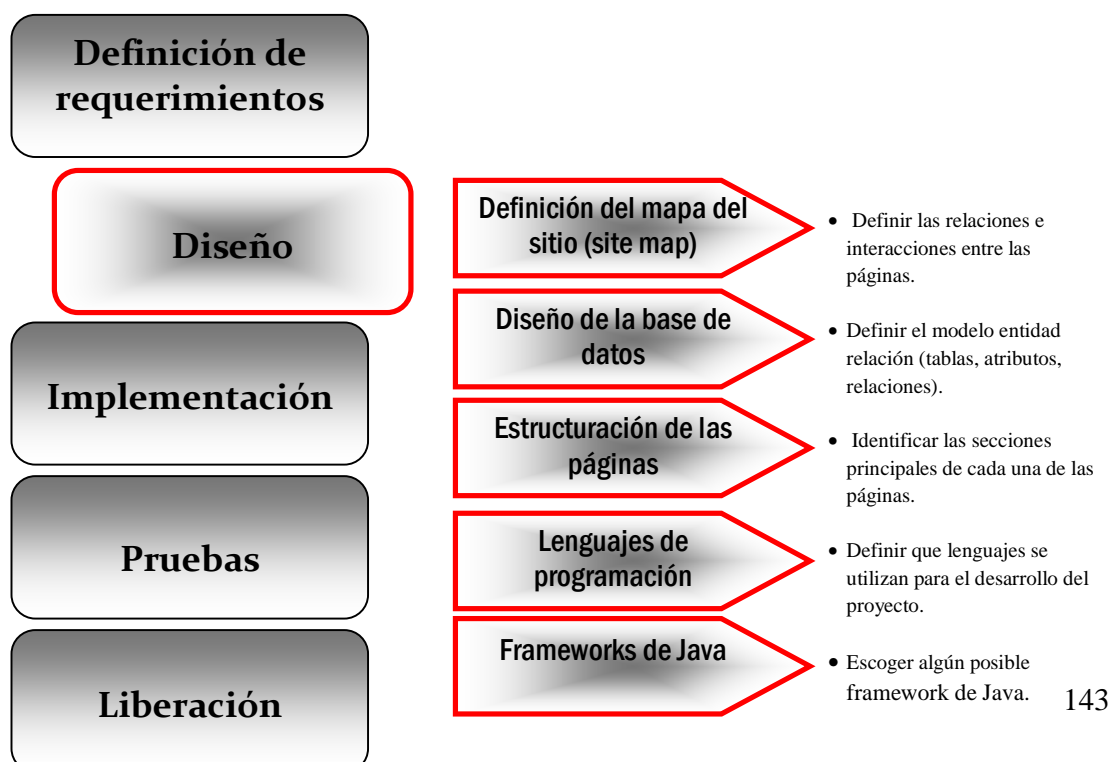 Definición de
requerimientos
Diseño
Definición del mapa del
sitio (site map)
• Definir las relaciones e
interacciones entre las
páginas.
Diseño de la base de
datos
• Definir el modelo entidad
relación (tablas, atributos,
relaciones).
Implementación
Estructuración de las
páginas
• Identificar las secciones
principales de cada una de las
páginas.
Pruebas
Lenguajes de
programación
• Definir que lenguajes se
utilizan para el desarrollo del
proyecto.
Liberación
Frameworks de Java
• Escoger algún posible
framework de Java.
143